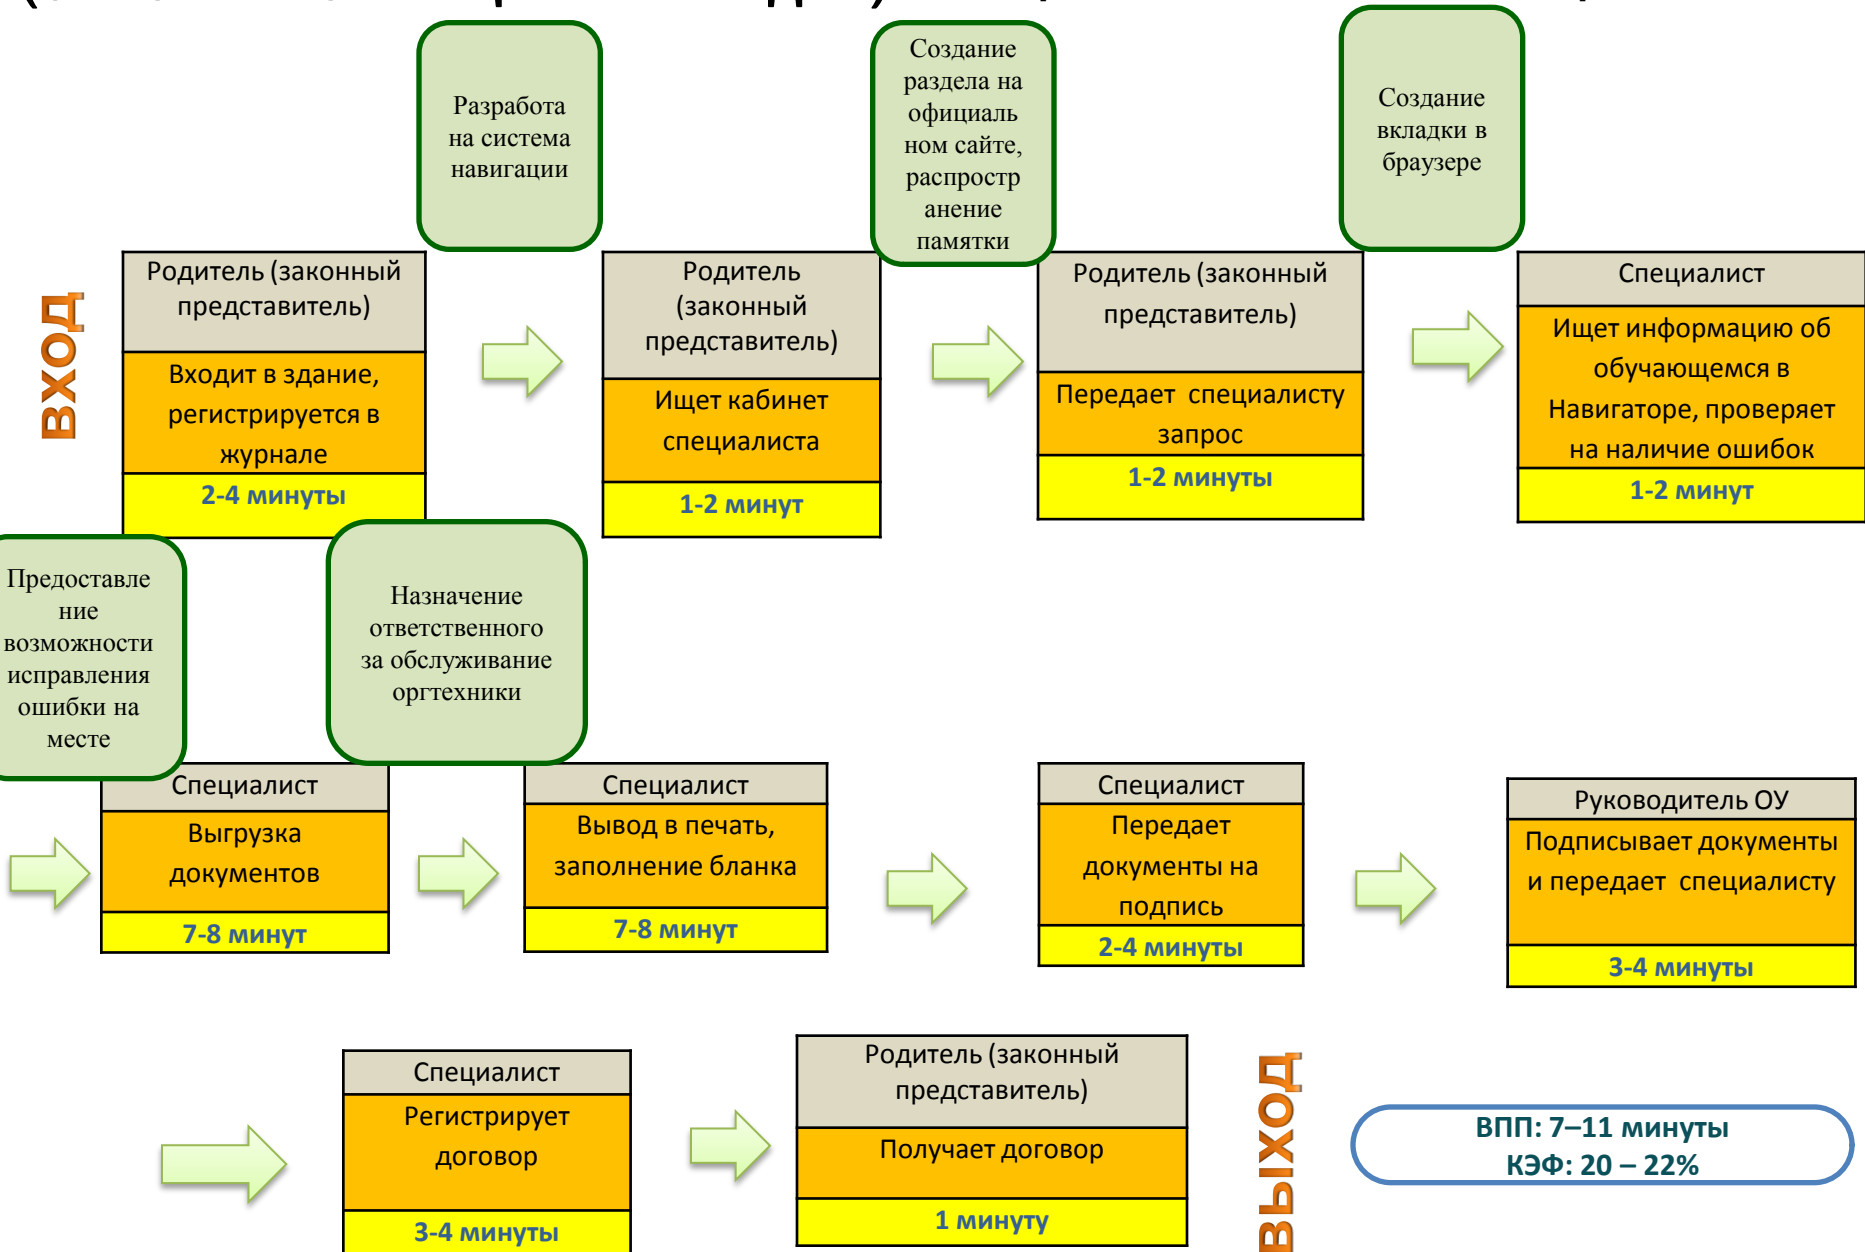 Разработа
на система
навигации
Создание
раздела на
официаль
ном сайте,
распростр
анение
памятки
Создание
вкладки в
браузере
ВХОД
Родитель (законный
представитель)
Входит в здание,
регистрируется в
журнале
2-4 минуты
Родитель
(законный
представитель)
Ищет кабинет
специалиста
1-2 минут
Родитель (законный
представитель)
Передает специалисту
запрос
1-2 минуты
Специалист
Ищет информацию об
обучающемся в
Навигаторе, проверяет
на наличие ошибок
1-2 минут
Предоставле
ние
возможности
исправления
ошибки на
месте
Назначение
ответственного
за обслуживание
оргтехники
Специалист
Выгрузка
документов
7-8 минут
Специалист
Вывод в печать,
заполнение бланка
7-8 минут
Специалист
Передает
документы на
подпись
2-4 минуты
Руководитель ОУ
Подписывает документы
и передает специалисту
3-4 минуты
Специалист
Регистрирует
договор
3-4 минуты
Родитель (законный
представитель)
Получает договор
1 минуту
ВЫХОД
ВПП: 7–11 минуты
КЭФ: 20 – 22%